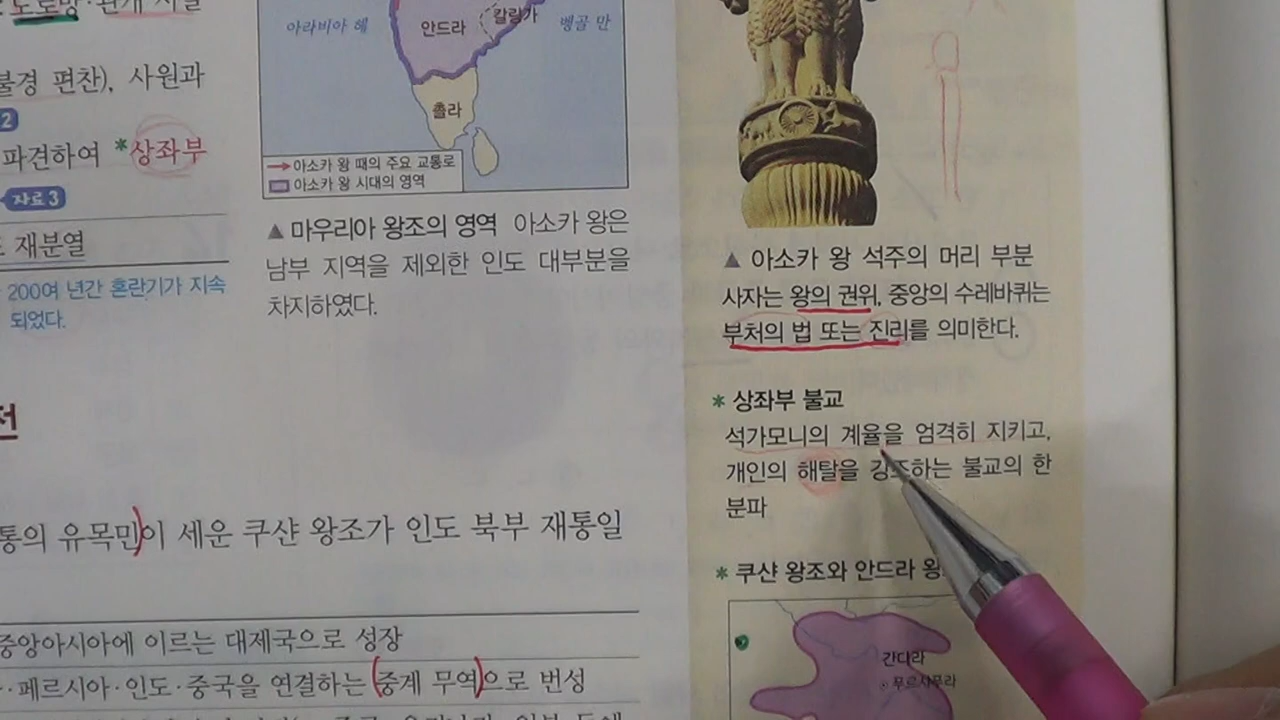 도로망·관개 시설
불경 편찬), 사원과
2
파견하여 *상좌부
자료3
재분열
200여 년간 혼란기가 지속
되었다.
전
통의 유목민)이 세운 쿠샨 왕조가 인도 북부 재통일
중앙아시아에 이르는 대제국으로 성장
페르시아·인도·중국을 연결하는 (중계 무역)으로 번성
아라비아 해
안드라
칼링가
벵골 만
촐라
아소카 왕 때의 주요 교통로
아소카 왕 시대의 영역
▲ 마우리아 왕조의 영역 아소카 왕은
남부 지역을 제외한 인도 대부분을
차지하였다.
▲ 아소카 왕 석주의 머리 부분
사자는 왕의 권위, 중앙의 수레바퀴는
부처의 법 또는 진리를 의미한다.
* 상좌부 불교
석가모니의 계율을 엄격히 지키고,
개인의 해탈을 강조하는 불교의 한
분파
* 쿠샨 왕조와 안드라 왕
간다라
푸르샤푸라